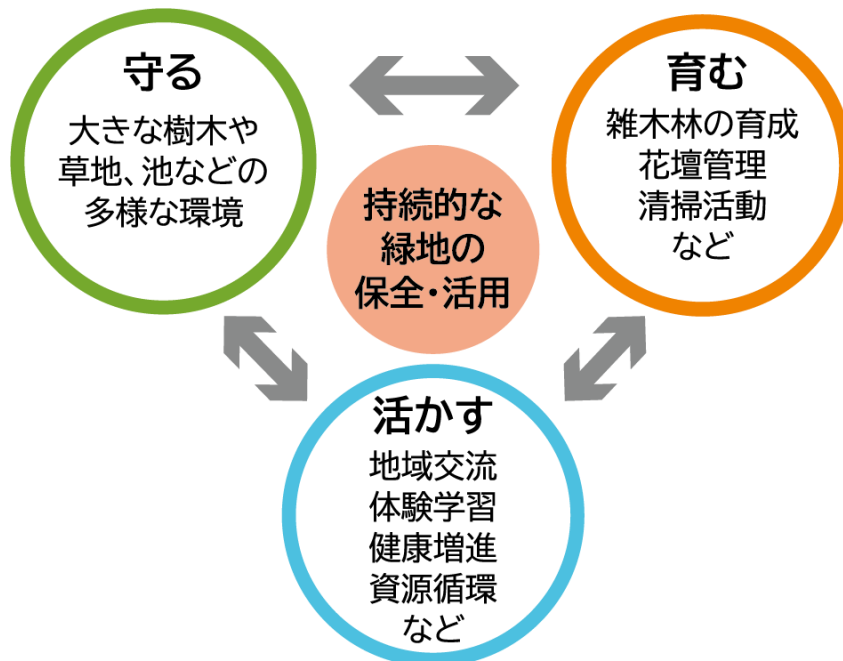 守る
大きな樹木や
草地、池などの
多様な環境
育む
雑木林の育成
花壇管理
清掃活動
など
持続的な
緑地の
保全・活用
活かす
地域交流
体験学習
健康増進
資源循環
など